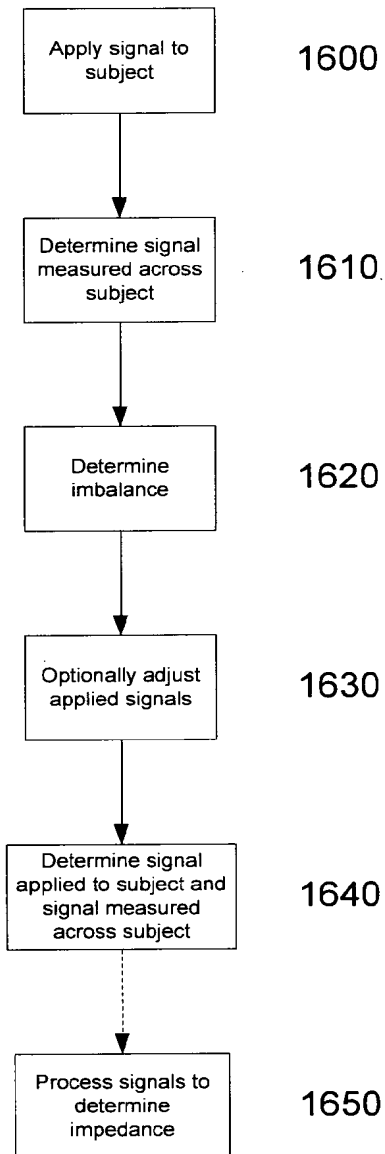 Apply signal to
subject
1600
Determine signal
measured across
subject
1610
Determine
imbalance
1620
Optionally adjust
applied signals
1630
Determine signal
applied to subject and
signal measured
across subject
1640
Process signals to
determine
impedance
1650